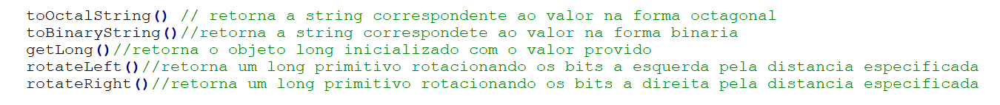 toOctalString() // retorna a string correspondente ao valor na forma octagonal
toBinaryString()//retorna a string correspondete ao valor na forma binaria
getLong()//retorna o objeto long inicializado com o valor provido
rotateLeft()//retorna um long primitivo rotacionando os bits a esquerda pela distancia especificada
rotateRight()//retorna um long primitivo rotacionando os bits a direita pela distancia especificada